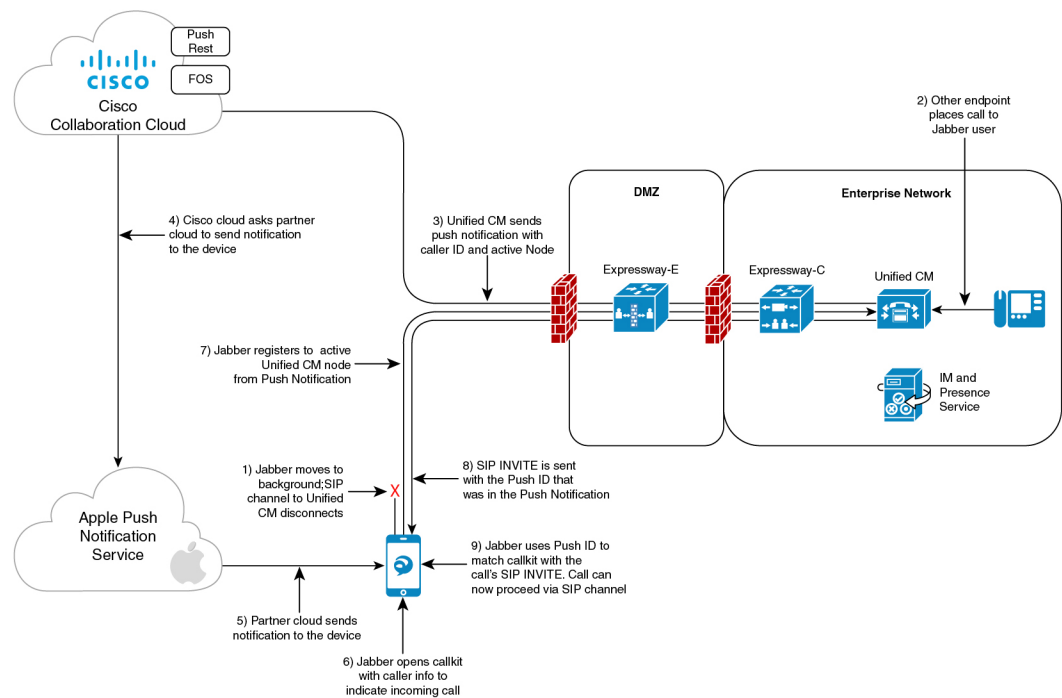 Push
Rest
FOS
CISCO
Cisco
Collaboration Cloud
2) Other endpoint
places call to
Jabber user
DMZ
Enterprise Network
4) Cisco cloud asks partner
cloud to send notification
to the device
3) Unified CM sends
push notification with
caller ID and active Node
Expressway-E
Expressway-C
Unified CM
7) Jabber registers to active
Unified CM node
from Push Notification
IM and
Presence
Service
1) Jabber moves to
background;SIP
channel to Unified
CM disconnects
X
8) SIP INVITE is sent
with the Push ID that
was in the Push Notification
Apple Push
Notification
Service
9) Jabber uses Push ID to
match callkit with the
call's SIP INVITE. Call can
now proceed via SIP channel
5) Partner cloud sends
notification to the device
6) Jabber opens callkit
with caller info to
indicate incoming call